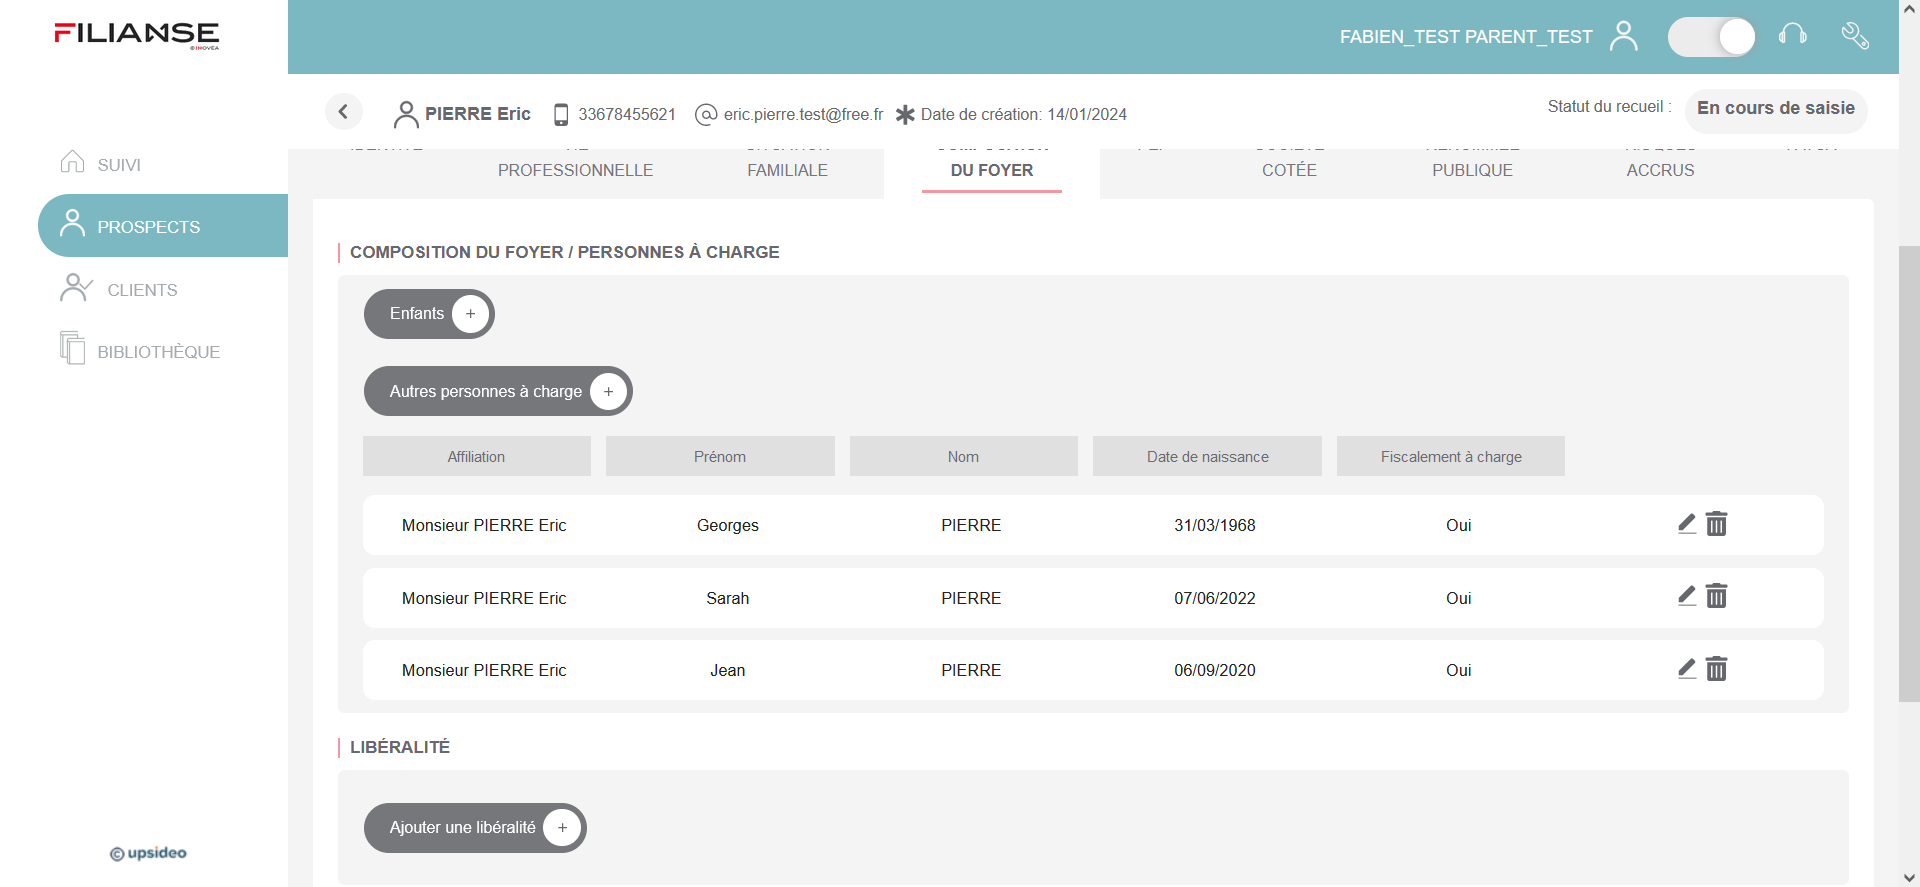 FILIANSE
© INOVÉA
FABIEN_TEST PARENT_TEST
PIERRE Eric
33678455621
eric.pierre.test@free.fr
Date de création: 14/01/2024
Statut du recueil :
En cours de saisie
SUIVI
PROSPECTS
CLIENTS
BIBLIOTHÈQUE
PROFESSIONNELLE
FAMILIALE
DU FOYER
COTÉE
PUBLIQUE
ACCRUS
COMPOSITION DU FOYER / PERSONNES À CHARGE
Enfants +
Autres personnes à charge +
Affiliation Prénom Nom Date de naissance Fiscalement à charge
Monsieur PIERRE Eric Georges PIERRE 31/03/1968 Oui
Monsieur PIERRE Eric Sarah PIERRE 07/06/2022 Oui
Monsieur PIERRE Eric Jean PIERRE 06/09/2020 Oui
LIBÉRALITÉ
Ajouter une libéralité +
© upsideo